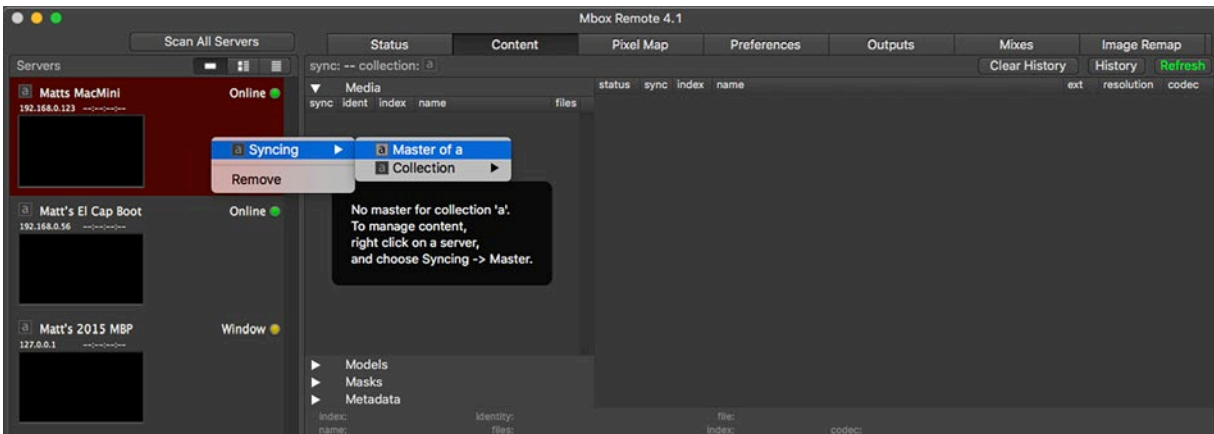 Mbox Remote 4.1
Scan All Servers
Status Content Pixel Map Preferences Outputs Mixes Image Remap
Servers
sync: -- collection: a
Clear History History Refresh
a Matts MacMini Online
192.168.0.123 --:--:--:--
Media
sync ident index name files
status sync index name ext resolution codec
a Syncing
Remove
a Master of a
a Collection
No master for collection 'a'.
To manage content,
right click on a server,
and choose Syncing -> Master.
a Matt's El Cap Boot Online
192.168.0.56 --:--:--:--
a Matt's 2015 MBP Window
127.0.0.1 --:--:--:--
Models
Masks
Metadata
index: identity: file:
name: files: index: codec: